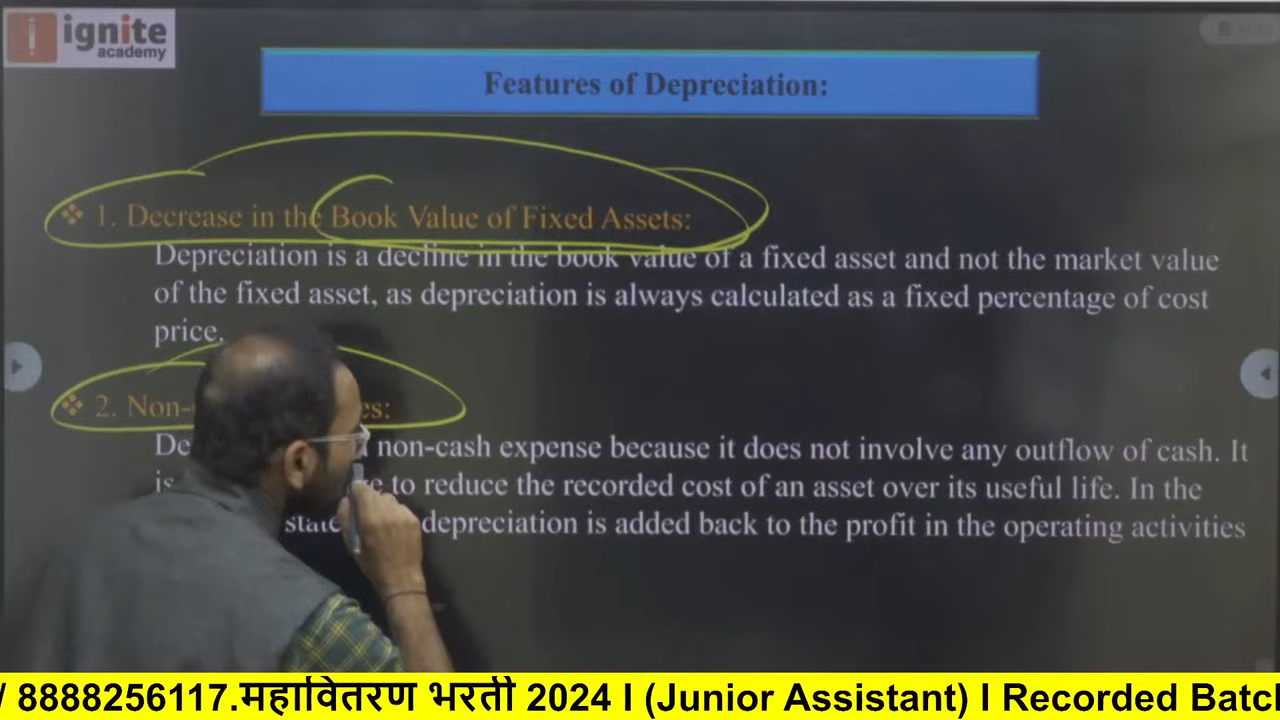 ignite
academy
Features of Depreciation:
❖ 1. Decrease in the Book Value of Fixed Assets:
Depreciation is a decline in the book value of a fixed asset and not the market value
of the fixed asset, as depreciation is always calculated as a fixed percentage of cost
price.
❖ 2. Non-
De non-cash expense because it does not involve any outflow of cash. It
to reduce the recorded cost of an asset over its useful life. In the
depreciation is added back to the profit in the operating activities
/ 8888256117.महावितरण भरती 2024 I (Junior Assistant) I Recorded Batch